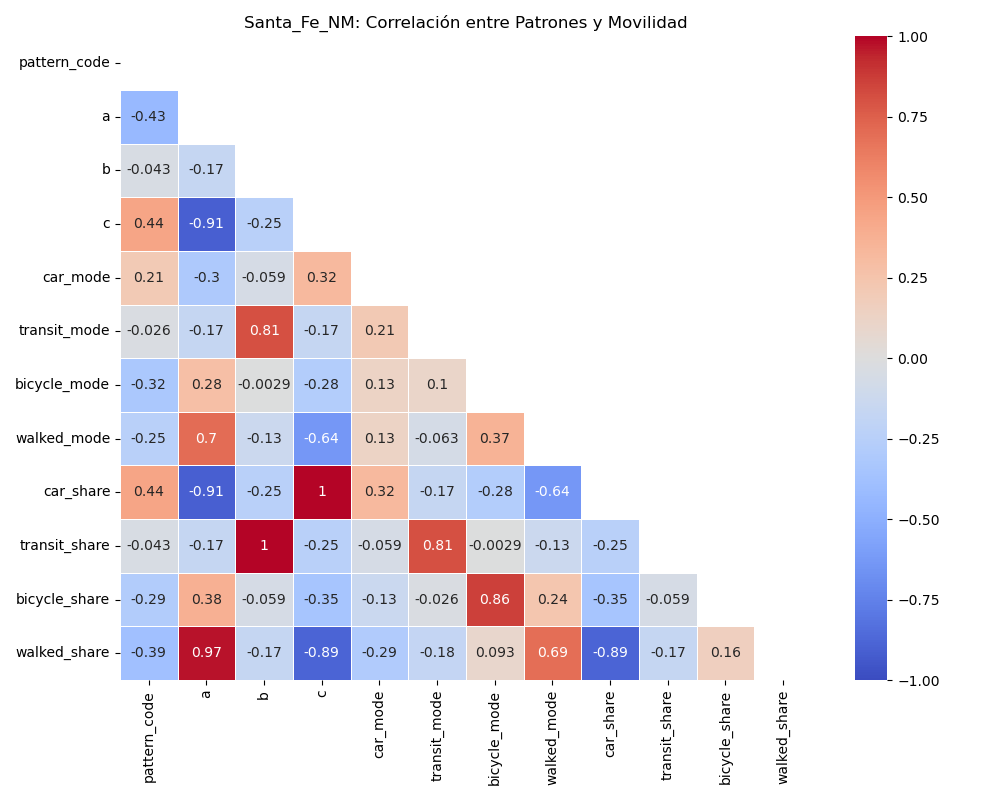 Santa_Fe_NM: Correlación entre Patrones y Movilidad
pattern_code
a -0.43
b -0.043 -0.17
c 0.44 -0.91 -0.25
car_mode 0.21 -0.3 -0.059 0.32
transit_mode -0.026 -0.17 0.81 -0.17 0.21
bicycle_mode -0.32 0.28 -0.0029 -0.28 0.13 0.1
walked_mode -0.25 0.7 -0.13 -0.64 0.13 -0.063 0.37
car_share 0.44 -0.91 -0.25 1 0.32 -0.17 -0.28 -0.64
transit_share -0.043 -0.17 1 -0.25 -0.059 0.81 -0.0029 -0.13 -0.25
bicycle_share -0.29 0.38 -0.059 -0.35 -0.13 -0.026 0.86 0.24 -0.35 -0.059
walked_share -0.39 0.97 -0.17 -0.89 -0.29 -0.18 0.093 0.69 -0.89 -0.17 0.16
pattern_code
a
b
c
car_mode
transit_mode
bicycle_mode
walked_mode
car_share
transit_share
bicycle_share
walked_share
1.00
0.75
0.50
0.25
0.00
−0.25
−0.50
−0.75
−1.00